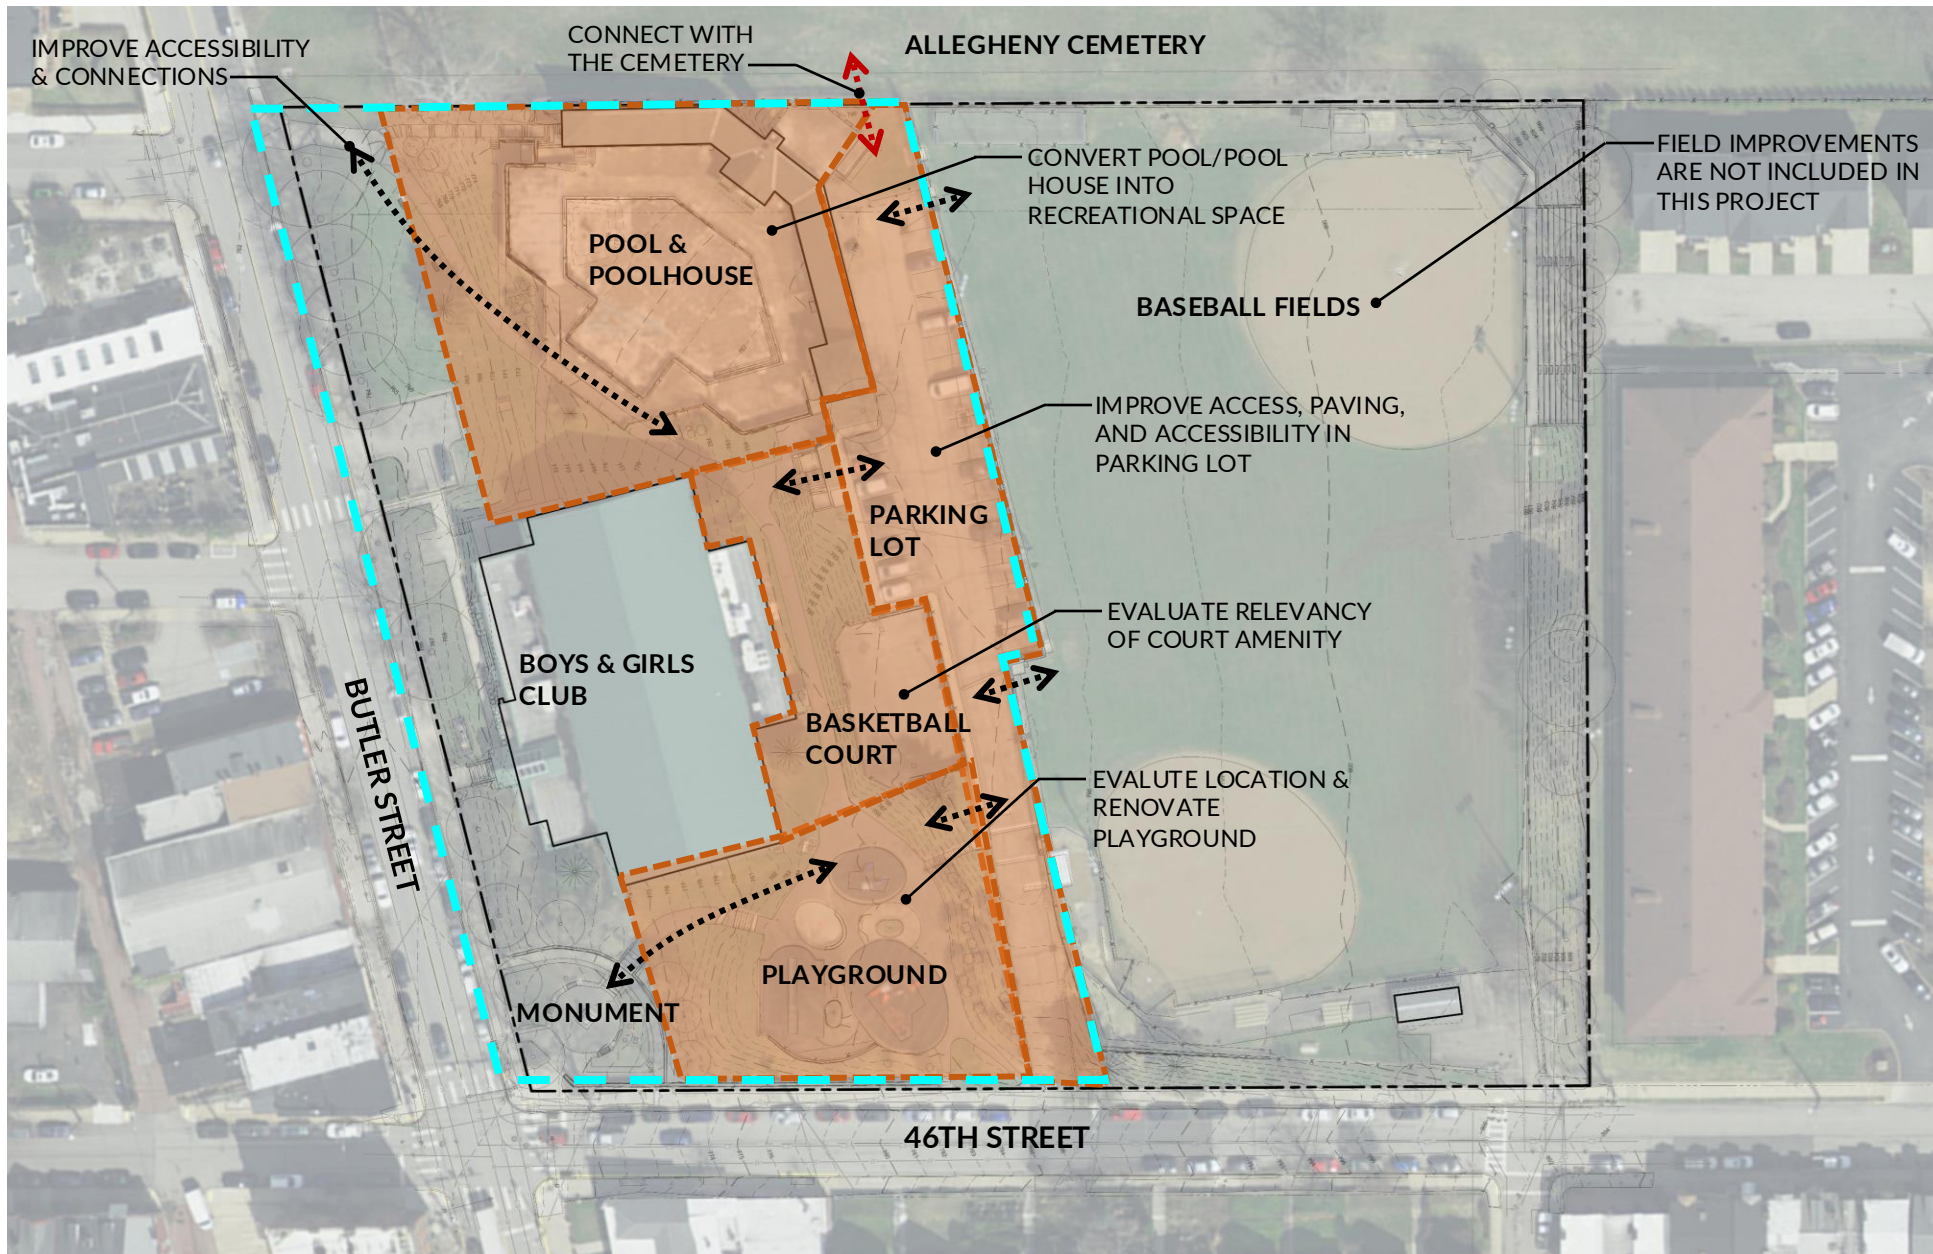 IMPROVE ACCESSIBILITY
& CONNECTIONS
CONNECT WITH
THE CEMETERY
ALLEGHENY CEMETERY
CONVERT POOL/POOL
HOUSE INTO
RECREATIONAL SPACE
FIELD IMPROVEMENTS
ARE NOT INCLUDED IN
THIS PROJECT
POOL &
POOLHOUSE
BASEBALL FIELDS
IMPROVE ACCESS, PAVING,
AND ACCESSIBILITY IN
PARKING LOT
PARKING
LOT
EVALUATE RELEVANCY
OF COURT AMENITY
BOYS & GIRLS
CLUB
BUTLER STREET
BASKETBALL
COURT
EVALUTE LOCATION &
RENOVATE
PLAYGROUND
PLAYGROUND
MONUMENT
46TH STREET